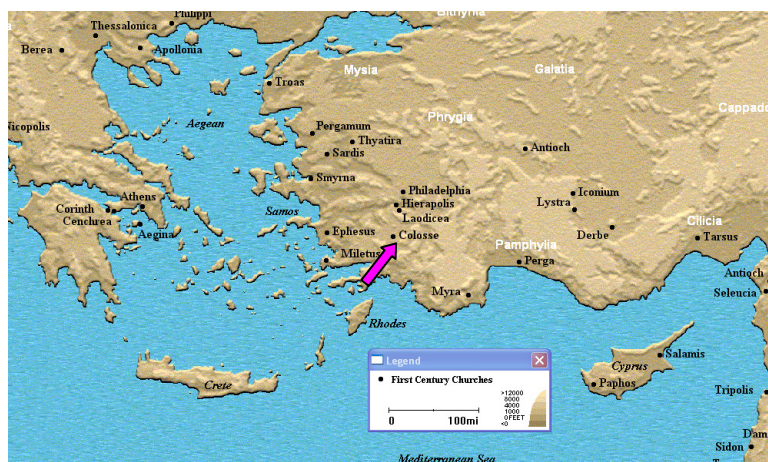 Philippi
Bithynia
Thessalonica
Berea
Apollonia
Mysia
Galatia
Troas
Cappado
Aegean
Phrygia
Nicopolis
Pergamum
Thyatira
Antioch
Sardis
Smyrna
Philadelphia
Iconium
Hierapolis
Athens
Lystra
Corinth
Samos
Laodicea
Cenchrea
Cilicia
Ephesus
Colosse
Derbe
Aegina
Tarsus
Pamphylia
Miletus
Perga
Antioch
Myra
Seleucia
Rhodes
Legend
Salamis
Cyprus
First Century Churches
Crete
Paphos
>12000
8000
4000
1000
0 FEET
<0
Tripolis
0 100mi
Dam
Sidon
Mediterranean Sea